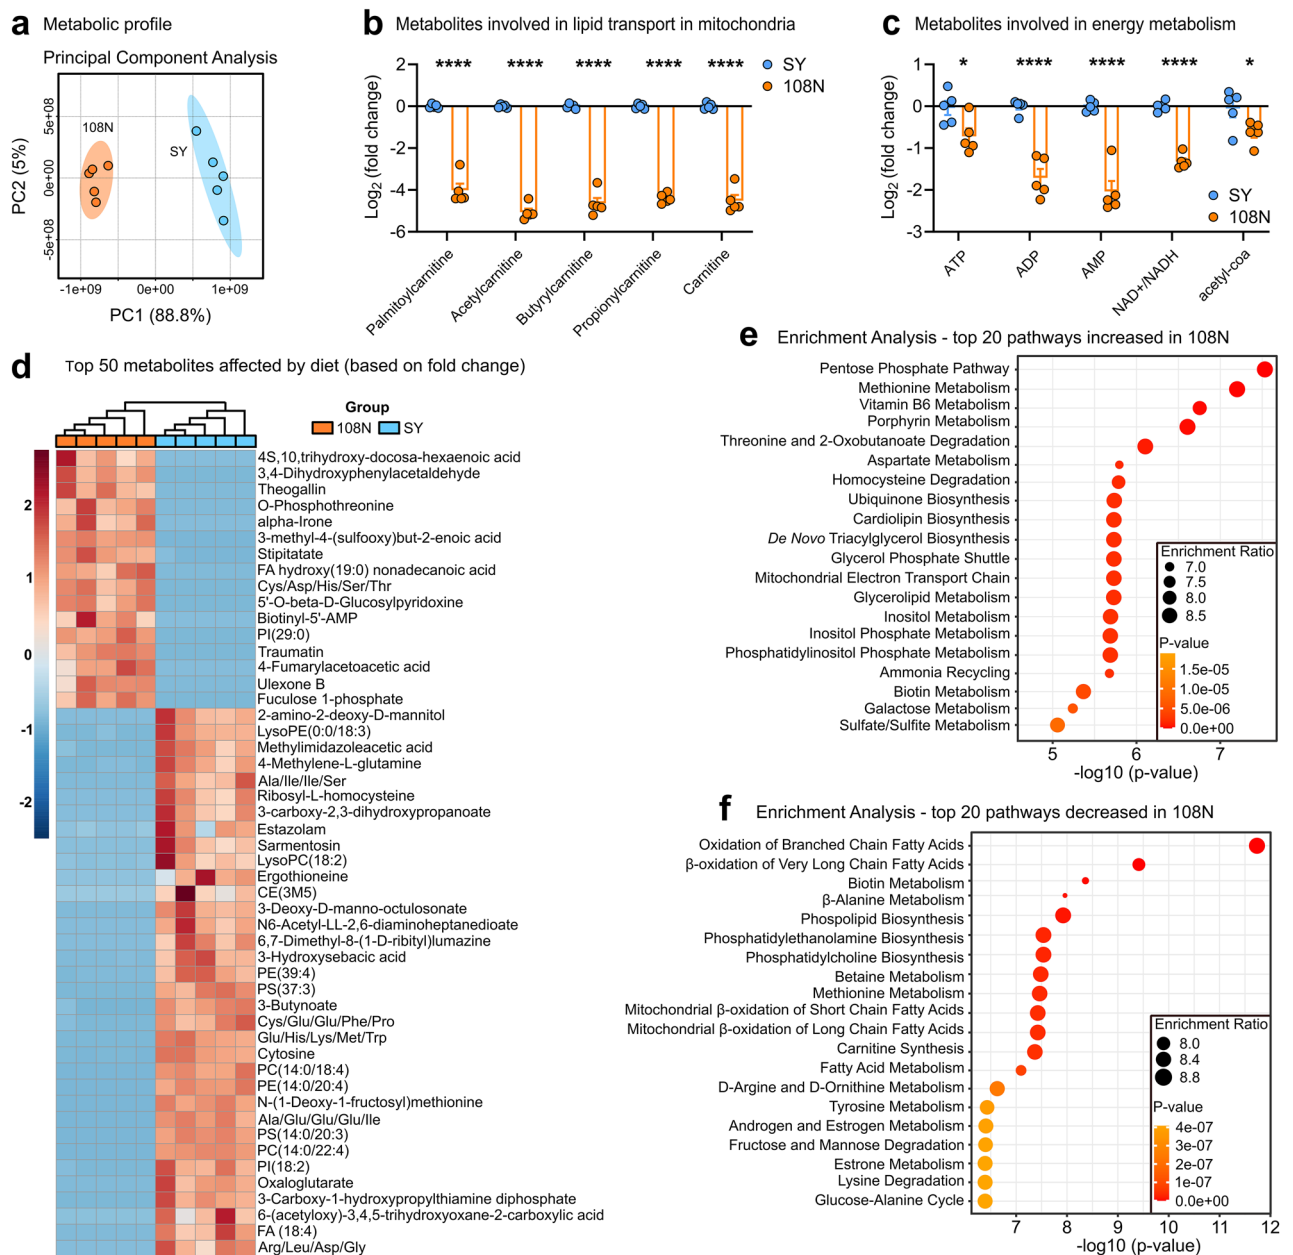 a Metabolic profile
Principal Component Analysis
108N
SY
PC2 (5%)
5e+08
0e+00
-5e+08
-1e+09 0e+00 1e+09
PC1 (88.8%)
b Metabolites involved in lipid transport in mitochondria
Log2 (fold change)
2
0
-2
-4
-6
**** **** **** **** ****
SY
108N
Palmitoylcarnitine
Acetylcarnitine
Butyrylcarnitine
Propionylcarnitine
Carnitine
c Metabolites involved in energy metabolism
Log2 (fold change)
1
0
-1
-2
-3
* **** **** **** *
SY
108N
ATP
ADP
AMP
NAD+/NADH
acetyl-coa
d Top 50 metabolites affected by diet (based on fold change)
Group
108N SY
2
1
0
-1
-2
4S,10,trihydroxy-docosa-hexaenoic acid
3,4-Dihydroxyphenylacetaldehyde
Theogallin
O-Phosphothreonine
alpha-Irone
3-methyl-4-(sulfooxy)but-2-enoic acid
Stipitatate
FA hydroxy(19:0) nonadecanoic acid
Cys/Asp/His/Ser/Thr
5'-O-beta-D-Glucosylpyridoxine
Biotinyl-5'-AMP
PI(29:0)
Traumatin
4-Fumarylacetoacetic acid
Ulexone B
Fuculose 1-phosphate
2-amino-2-deoxy-D-mannitol
LysoPE(0:0/18:3)
Methylimidazoleacetic acid
4-Methylene-L-glutamine
Ala/Ile/Ile/Ser
Ribosyl-L-homocysteine
3-carboxy-2,3-dihydroxypropanoate
Estazolam
Sarmentosin
LysoPC(18:2)
Ergothioneine
CE(3M5)
3-Deoxy-D-manno-octulosonate
N6-Acetyl-LL-2,6-diaminoheptanedioate
6,7-Dimethyl-8-(1-D-ribityl)lumazine
3-Hydroxysebacic acid
PE(39:4)
PS(37:3)
3-Butynoate
Cys/Glu/Glu/Phe/Pro
Glu/His/Lys/Met/Trp
Cytosine
PC(14:0/18:4)
PE(14:0/20:4)
N-(1-Deoxy-1-fructosyl)methionine
Ala/Glu/Glu/Glu/Ile
PS(14:0/20:3)
PC(14:0/22:4)
PI(18:2)
Oxaloglutarate
3-Carboxy-1-hydroxypropylthiamine diphosphate
6-(acetyloxy)-3,4,5-trihydroxyoxane-2-carboxylic acid
FA (18:4)
Arg/Leu/Asp/Gly
e Enrichment Analysis - top 20 pathways increased in 108N
Pentose Phosphate Pathway
Methionine Metabolism
Vitamin B6 Metabolism
Porphyrin Metabolism
Threonine and 2-Oxobutanoate Degradation
Aspartate Metabolism
Homocysteine Degradation
Ubiquinone Biosynthesis
Cardiolipin Biosynthesis
De Novo Triacylglycerol Biosynthesis
Glycerol Phosphate Shuttle
Mitochondrial Electron Transport Chain
Glycerolipid Metabolism
Inositol Metabolism
Inositol Phosphate Metabolism
Phosphatidylinositol Phosphate Metabolism
Ammonia Recycling
Biotin Metabolism
Galactose Metabolism
Sulfate/Sulfite Metabolism
Enrichment Ratio
7.0
7.5
8.0
8.5
P-value
1.5e-05
1.0e-05
5.0e-06
0.0e+00
5 6 7
-log10 (p-value)
f Enrichment Analysis - top 20 pathways decreased in 108N
Oxidation of Branched Chain Fatty Acids
β-oxidation of Very Long Chain Fatty Acids
Biotin Metabolism
β-Alanine Metabolism
Phospolipid Biosynthesis
Phosphatidylethanolamine Biosynthesis
Phosphatidylcholine Biosynthesis
Betaine Metabolism
Methionine Metabolism
Mitochondrial β-oxidation of Short Chain Fatty Acids
Mitochondrial β-oxidation of Long Chain Fatty Acids
Carnitine Synthesis
Fatty Acid Metabolism
D-Argine and D-Ornithine Metabolism
Tyrosine Metabolism
Androgen and Estrogen Metabolism
Fructose and Mannose Degradation
Estrone Metabolism
Lysine Degradation
Glucose-Alanine Cycle
Enrichment Ratio
8.0
8.4
8.8
P-value
4e-07
3e-07
2e-07
1e-07
0.0e+00
7 8 9 10 11 12
-log10 (p-value)